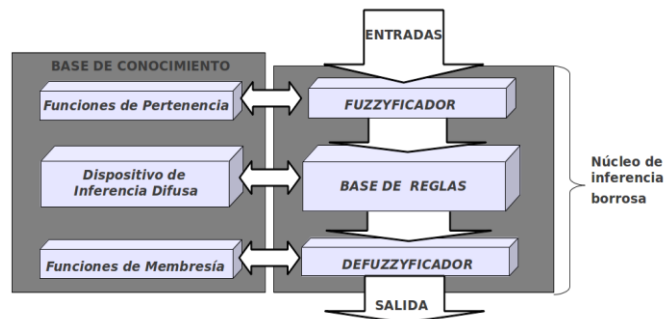 ENTRADAS
BASE DE CONOCIMIENTO
Funciones de Pertenencia
FUZZYFICADOR
Dispositivo de
Inferencia Difusa
BASE DE REGLAS
Núcleo de
inferencia
borrosa
Funciones de Membresía
DEFUZZYFICADOR
SALIDA